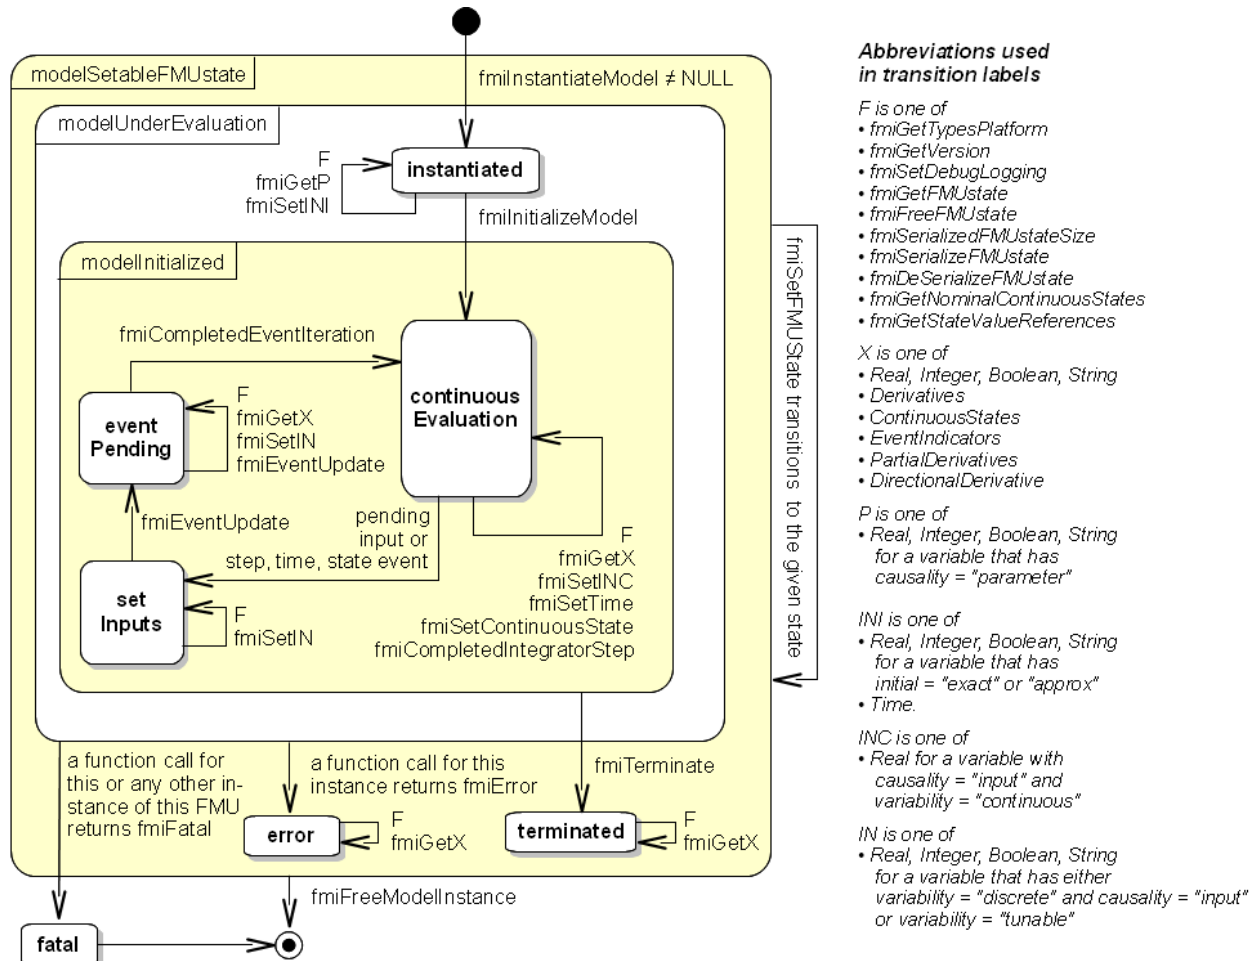 modelSetableFMUstate
fmiInstantiateModel ≠ NULL
modelUnderEvaluation
F
fmiGetP
fmiSetINI
instantiated
fmiInitializeModel
modelInitialized
fmiCompletedEventIteration
continuous
Evaluation
event
Pending
F
fmiGetX
fmiSetIN
fmiEventUpdate
fmiEventUpdate
pending
input or
step, time, state event
set
Inputs
F
fmiSetIN
F
fmiGetX
fmiSetINC
fmiSetTime
fmiSetContinuousState
fmiCompletedIntegratorStep
fmiSetFMUState transitions to the given state
a function call for
this or any other in-
stance of this FMU
returns fmiFatal
a function call for this
instance returns fmiError
fmiTerminate
error
F
fmiGetX
terminated
F
fmiGetX
fmiFreeModelInstance
fatal
Abbreviations used
in transition labels
F is one of
• fmiGetTypesPlatform
• fmiGetVersion
• fmiSetDebugLogging
• fmiGetFMUstate
• fmiFreeFMUstate
• fmiSerializedFMUstateSize
• fmiSerializeFMUstate
• fmiDeSerializeFMUstate
• fmiGetNominalContinuousStates
• fmiGetStateValueReferences
X is one of
• Real, Integer, Boolean, String
• Derivatives
• ContinuousStates
• EventIndicators
• PartialDerivatives
• DirectionalDerivative
P is one of
• Real, Integer, Boolean, String
for a variable that has
causality = "parameter"
INI is one of
• Real, Integer, Boolean, String
for a variable that has
initial = "exact" or "approx"
• Time.
INC is one of
• Real for a variable with
causality = "input" and
variability = "continuous"
IN is one of
• Real, Integer, Boolean, String
for a variable that has either
variability = "discrete" and causality = "input"
or variability = "tunable"